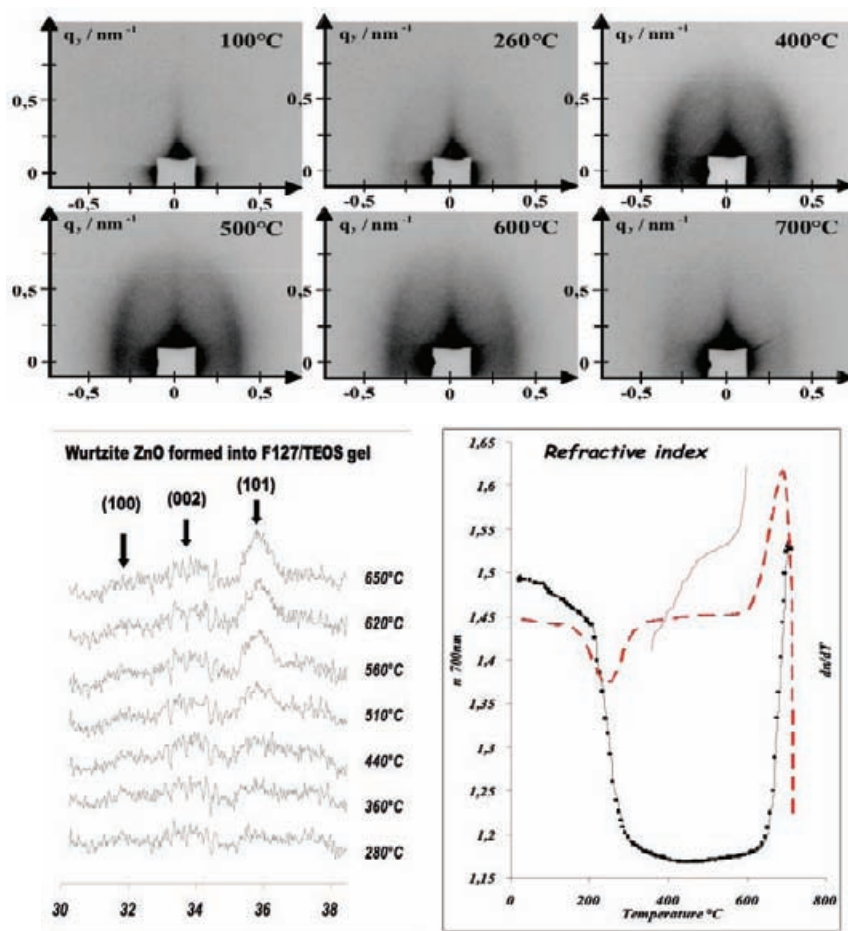 q y / nm -1 100°C
0,5
0
-0,5 0 0,5
q y / nm -1 260°C
0,5
0
-0,5 0 0,5
q y / nm -1 400°C
0,5
0
-0,5 0 0,5
q y / nm -1 500°C
0,5
0
-0,5 0 0,5
q y / nm -1 600°C
0,5
0
-0,5 0 0,5
q y / nm -1 700°C
0,5
0
-0,5 0 0,5
Wurtzite ZnO formed into F127/TEOS gel
(100) (002) (101)
650°C
620°C
560°C
510°C
440°C
360°C
280°C
30 32 34 36 38
Refractive index
1,65
1,6
1,55
1,5
1,45
1,4
1,35
1,3
1,25
1,2
1,15
n 700nm
dn/dT
0 200 400 600 800
Temperature °C